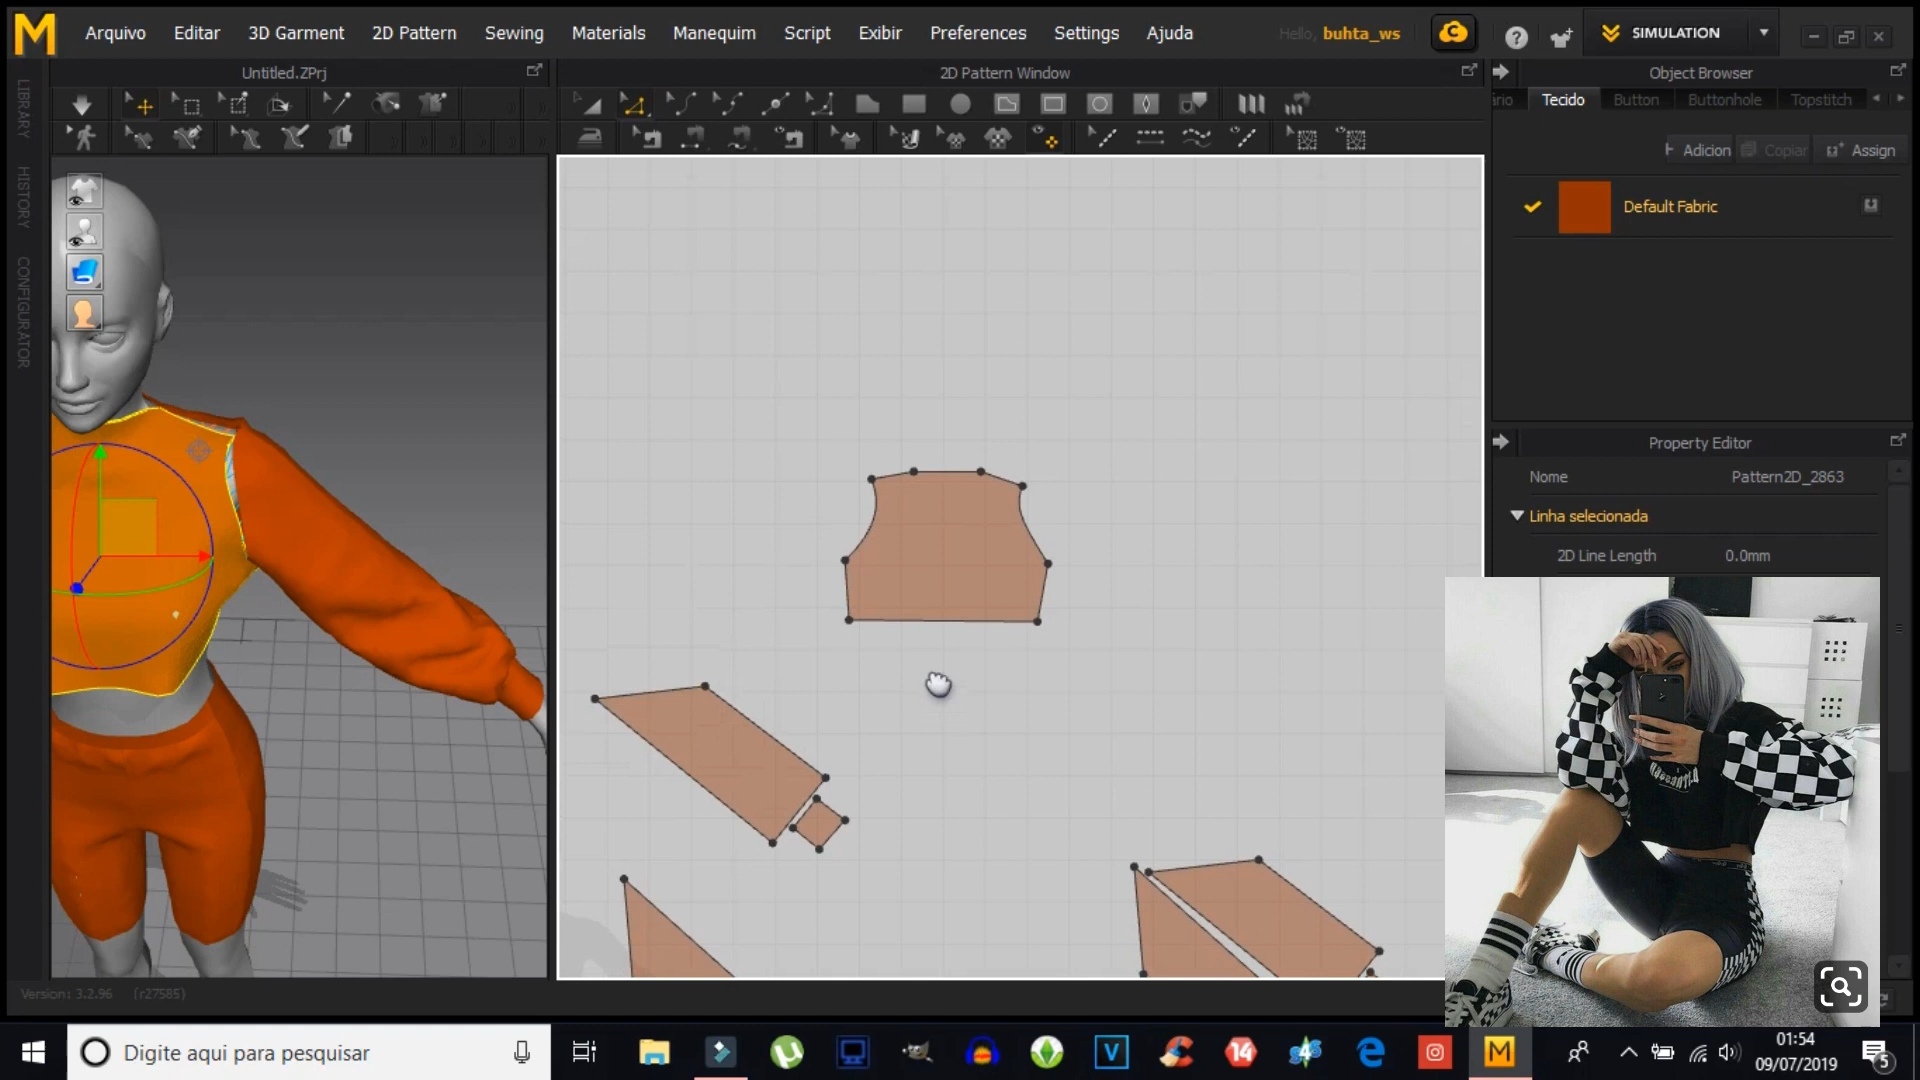 Arquivo Editar 3D Garment 2D Pattern Sewing Materials Manequim Script Exibir Preferences Settings Ajuda
Hello, buhta_ws
SIMULATION
LIBRARY
HISTORY
CONFIGURATOR
Untitled.ZPrj
2D Pattern Window
Object Browser
ário Tecido Button Buttonhole Topstitch
Adicion Copiar Assign
Default Fabric
Property Editor
Nome Pattern2D_2863
Linha selecionada
2D Line Length 0.0mm
Version: 3.2.96 (r27585)
Digite aqui para pesquisar
14
V
M
01:54
09/07/2019
5